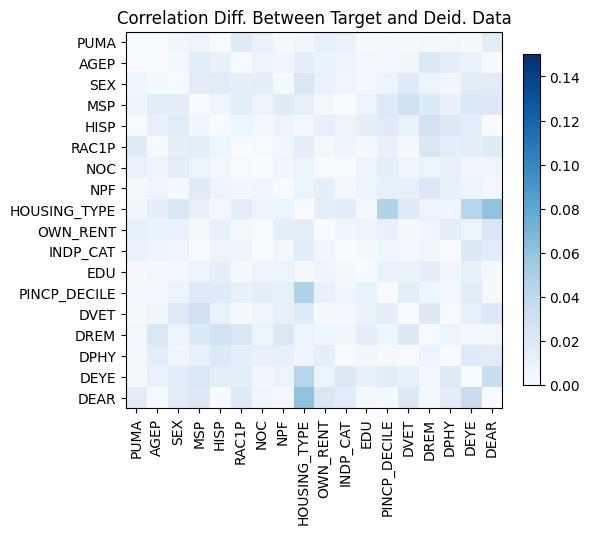 Correlation Diff. Between Target and Deid. Data
PUMA
AGEP
SEX
MSP
HISP
RAC1P
NOC
NPF
HOUSING_TYPE
OWN_RENT
INDP_CAT
EDU
PINCP_DECILE
DVET
DREM
DPHY
DEYE
DEAR
PUMA
AGEP
SEX
MSP
HISP
RAC1P
NOC
NPF
HOUSING_TYPE
OWN_RENT
INDP_CAT
EDU
PINCP_DECILE
DVET
DREM
DPHY
DEYE
DEAR
0.14
0.12
0.10
0.08
0.06
0.04
0.02
0.00